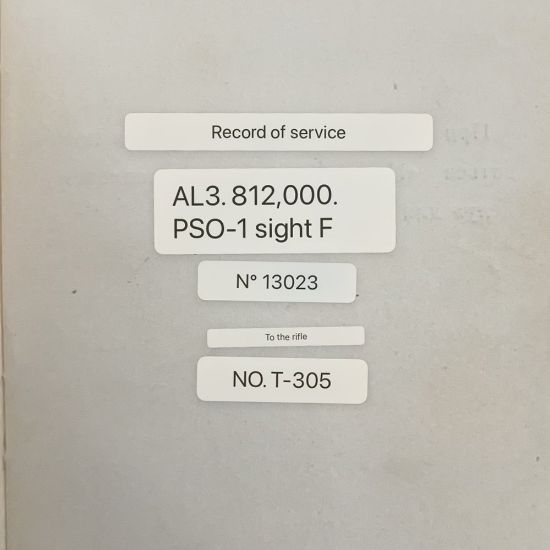 Record of service
AL3. 812,000.
PSO-1 sight F
N° 13023
To the rifle
NO. T-305